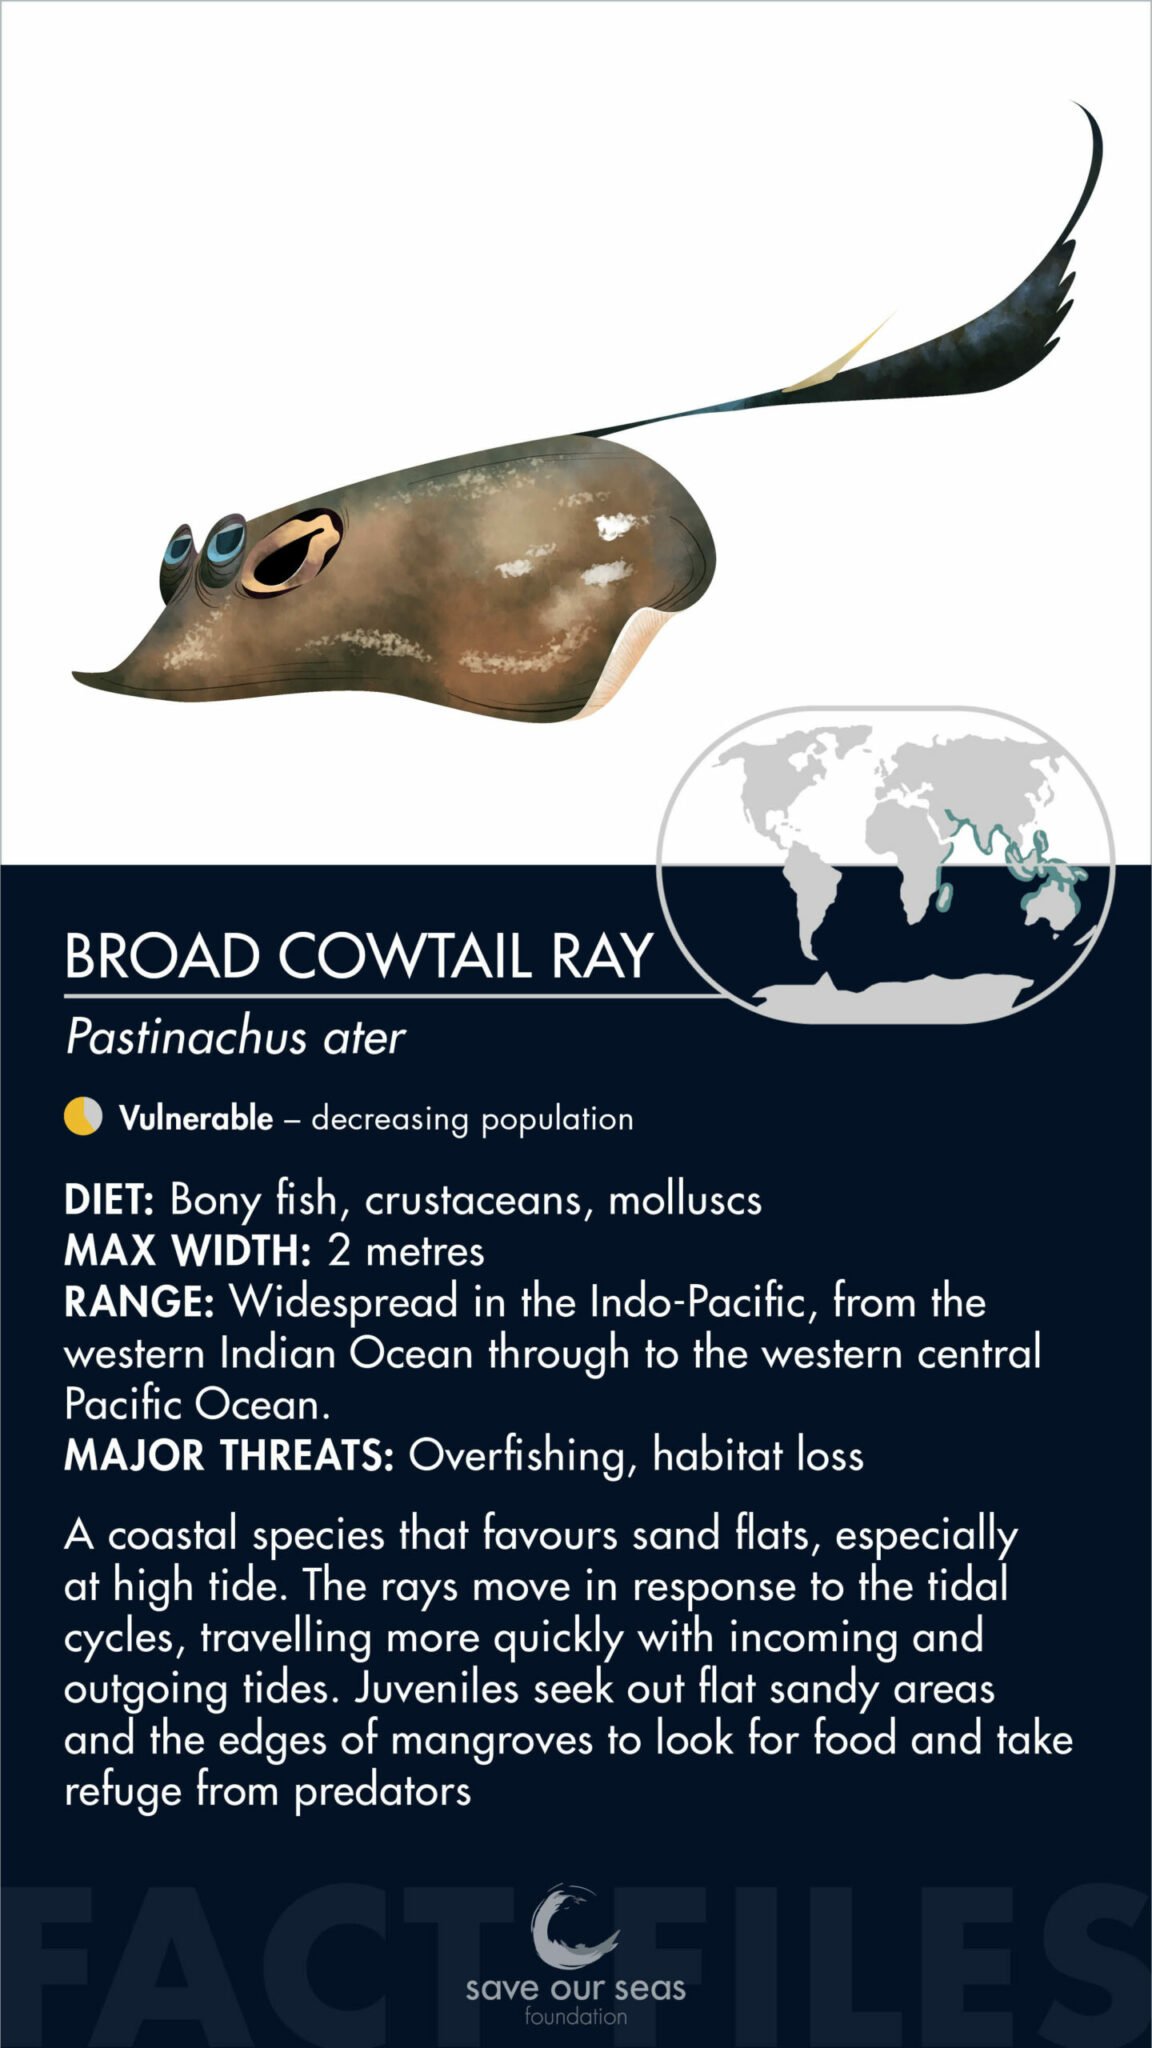 BROAD COWTAIL RAY
Pastinachus ater
Vulnerable – decreasing population
DIET: Bony fish, crustaceans, molluscs
MAX WIDTH: 2 metres
RANGE: Widespread in the Indo-Pacific, from the
western Indian Ocean through to the western central
Pacific Ocean.
MAJOR THREATS: Overfishing, habitat loss
A coastal species that favours sand flats, especially
at high tide. The rays move in response to the tidal
cycles, travelling more quickly with incoming and
outgoing tides. Juveniles seek out flat sandy areas
and the edges of mangroves to look for food and take
refuge from predators
FACT FILES
save our seas
foundation